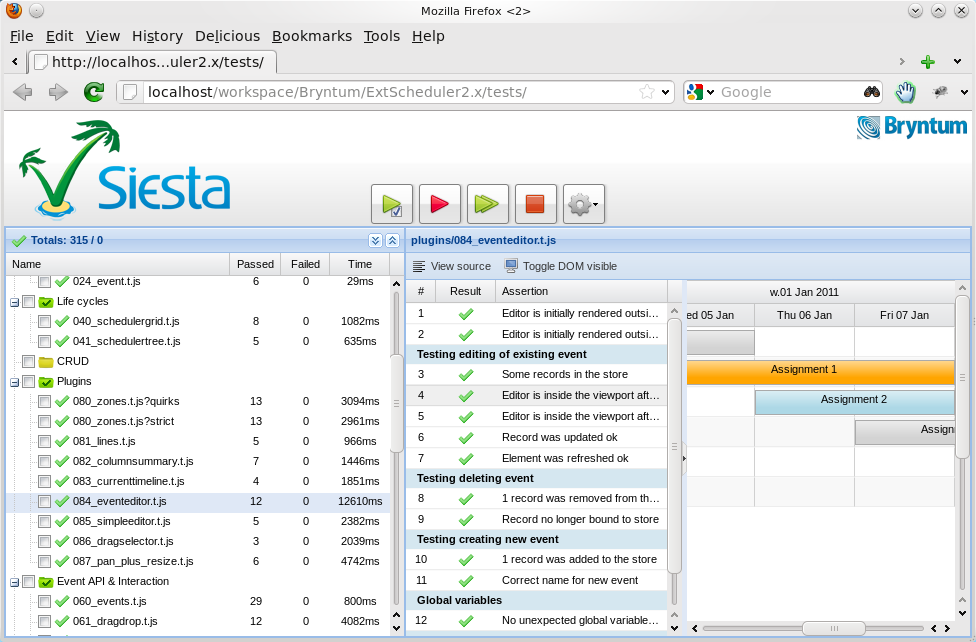 Mozilla Firefox <2>
File Edit View History Delicious Bookmarks Tools Help
http://localhos...uler2.x/tests/
localhost/workspace/Bryntum/ExtScheduler2.x/tests/
Google
Siesta
Bryntum
Totals: 315 / 0
Name Passed Failed Time
024_event.t.js 6 0 29ms
Life cycles
040_schedulergrid.t.js 8 0 1082ms
041_schedulertree.t.js 5 0 635ms
CRUD
Plugins
080_zones.t.js?quirks 13 0 3094ms
080_zones.t.js?strict 13 0 2961ms
081_lines.t.js 5 0 966ms
082_columnsummary.t.js 7 0 1446ms
083_currenttimeline.t.js 4 0 1851ms
084_eventeditor.t.js 12 0 12610ms
085_simpleeditor.t.js 5 0 2382ms
086_dragselector.t.js 3 0 2039ms
087_pan_plus_resize.t.js 6 0 4742ms
Event API & Interaction
060_events.t.js 29 0 800ms
061_dragdrop.t.js 12 0 4082ms
plugins/084_eventeditor.t.js
View source Toggle DOM visible
# Result Assertion
1 Editor is initially rendered outsi...
2 Editor is initially rendered outsi...
Testing editing of existing event
3 Some records in the store
4 Editor is inside the viewport aft...
5 Editor is inside the viewport aft...
6 Record was updated ok
7 Element was refreshed ok
Testing deleting event
8 1 record was removed from th...
9 Record no longer bound to store
Testing creating new event
10 1 record was added to the store
11 Correct name for new event
Global variables
12 No unexpected global variable...
w.01 Jan 2011
ed 05 Jan Thu 06 Jan Fri 07 Jan
Assignment 1
Assignment 2
Assign